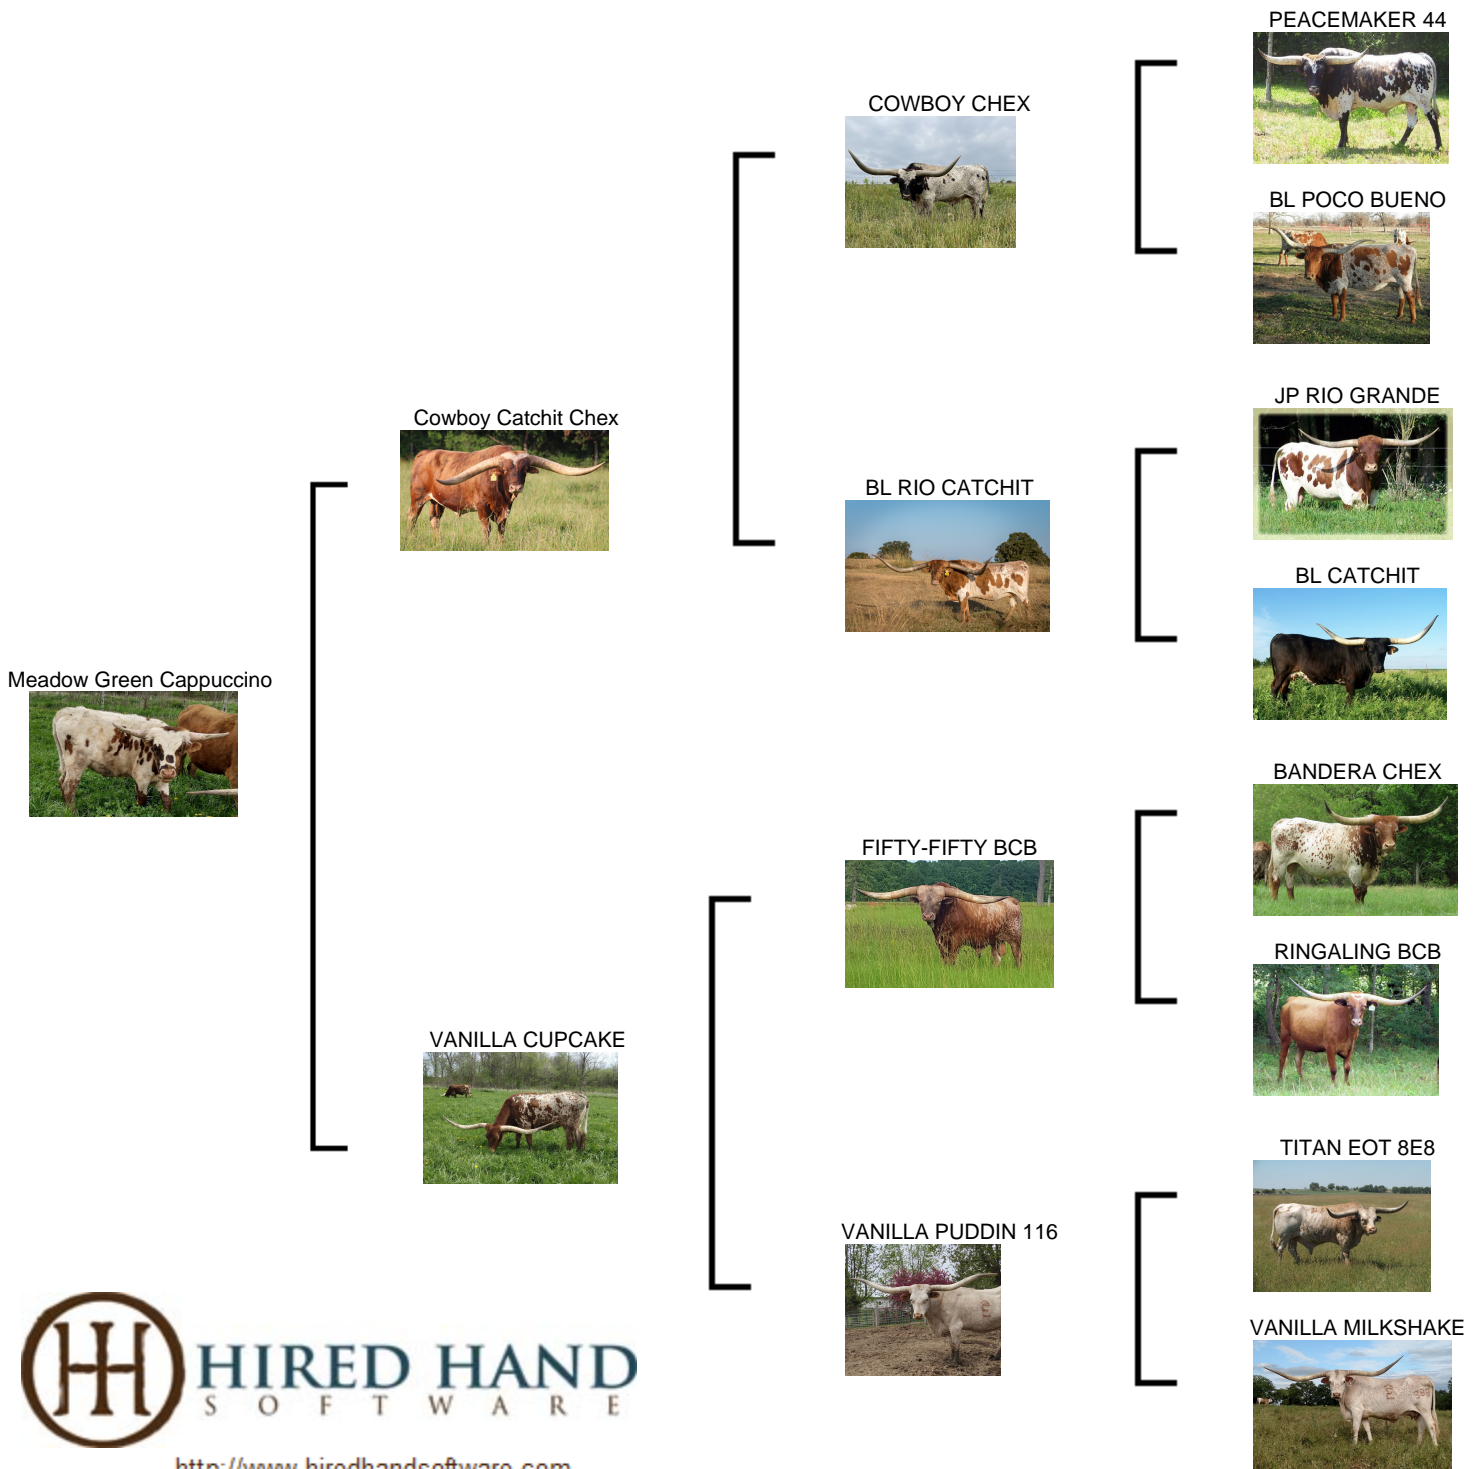 PEACEMAKER 44
COWBOY CHEX
BL POCO BUENO
JP RIO GRANDE
Cowboy Catchit Chex
BL RIO CATCHIT
BL CATCHIT
Meadow Green Cappuccino
BANDERA CHEX
FIFTY-FIFTY BCB
RINGALING BCB
VANILLA CUPCAKE
TITAN EOT 8E8
VANILLA PUDDIN 116
VANILLA MILKSHAKE
HIRED HAND
SOFTWARE
http://www.hiredhandsoftware.com